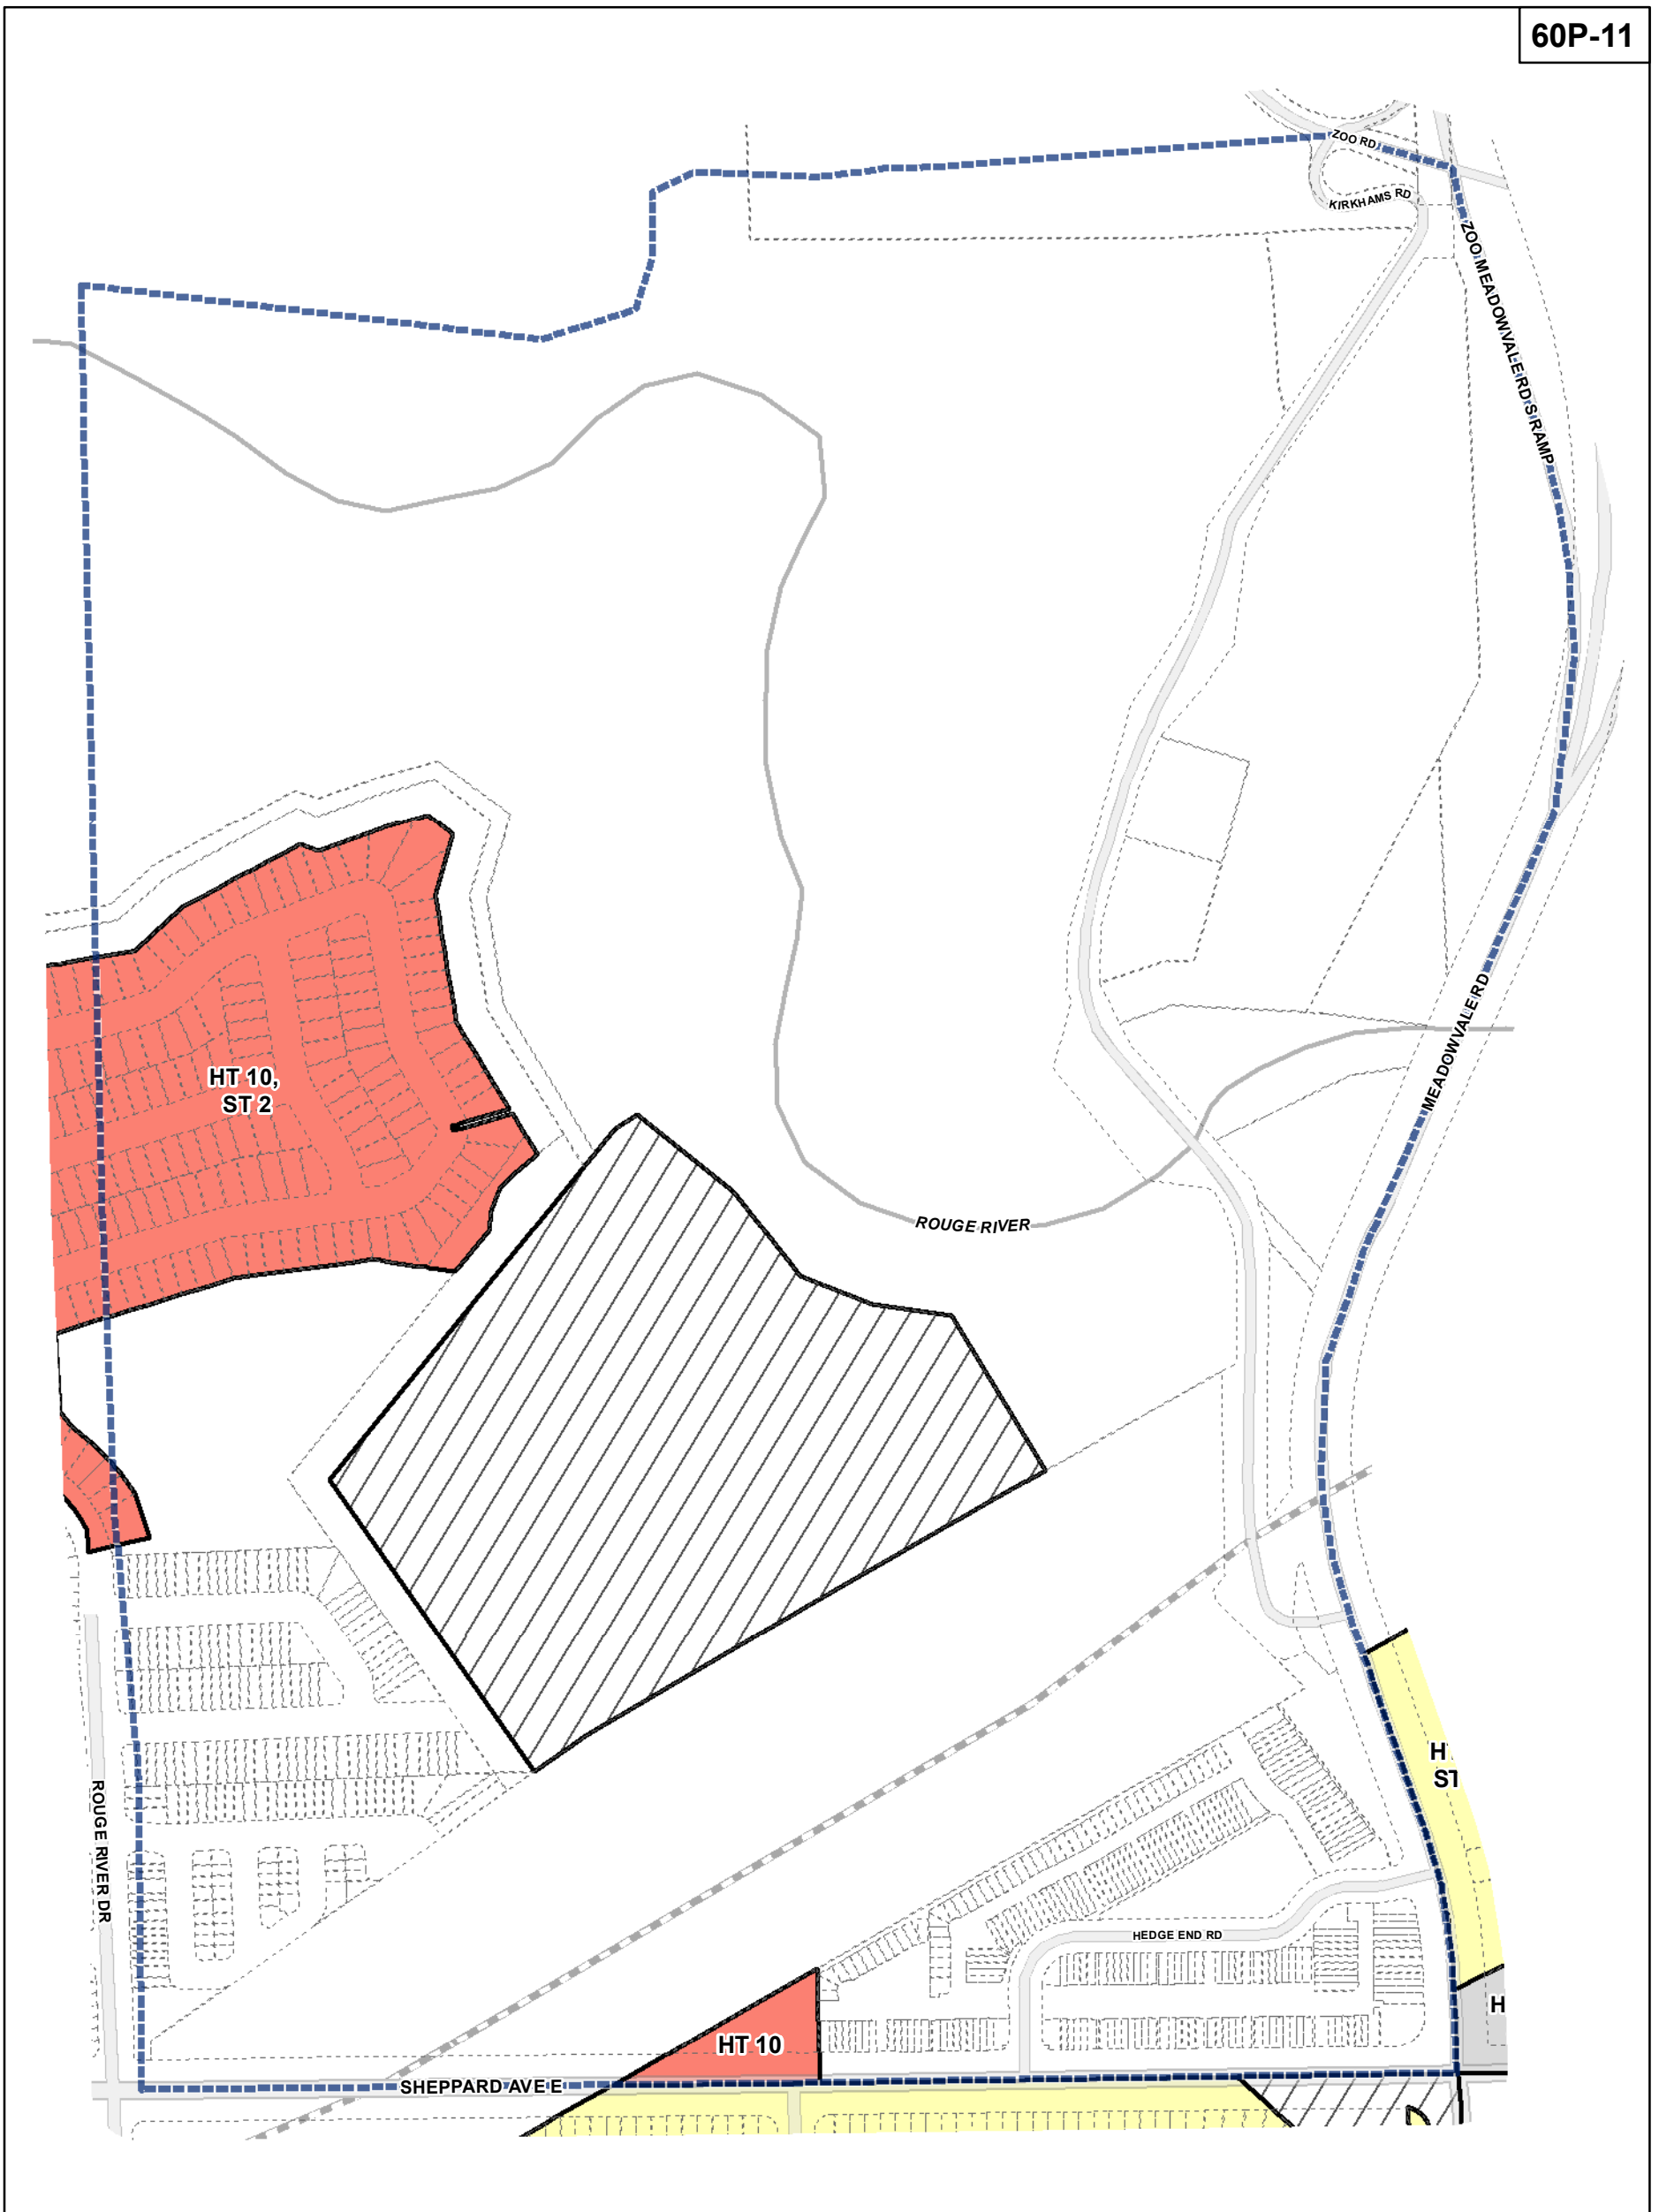 60P-11
ZOO RD
KIRKHAMS RD
ZOO MEADOWVALE RD S RAMP
MEADOWVALE RD
HT 10,
ST 2
ROUGE RIVER
ROUGE RIVER DR
ST
HEDGE END RD
H
HT 10
SHEPPARD AVE E